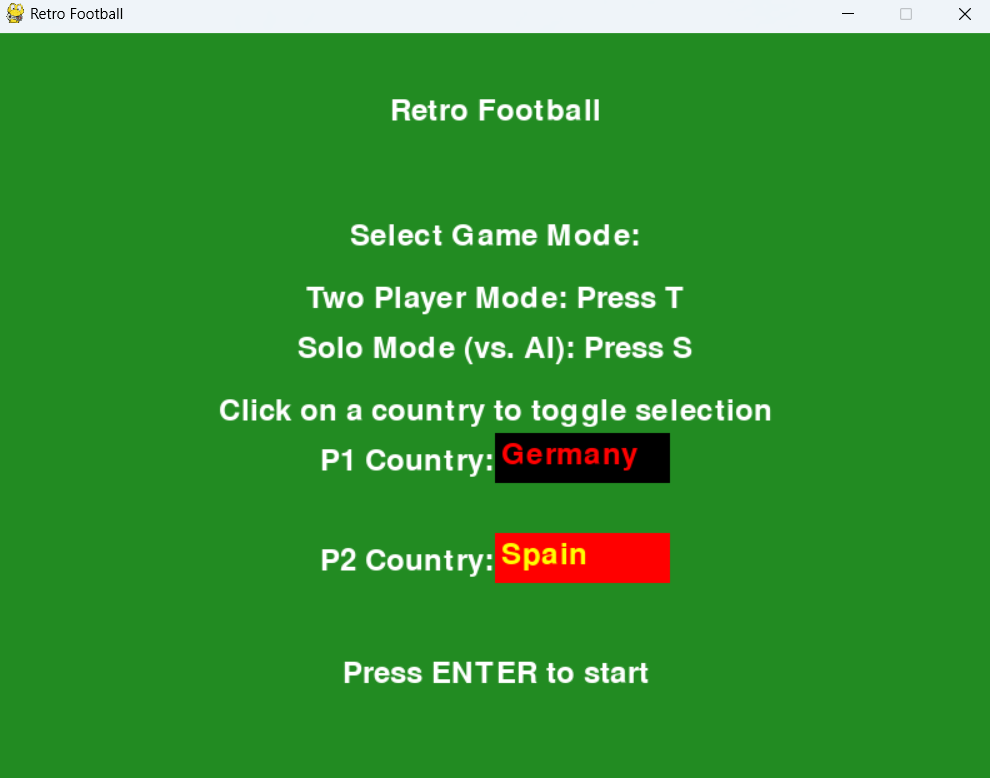 Retro Football
Retro Football
Select Game Mode:
Two Player Mode: Press T
Solo Mode (vs. AI): Press S
Click on a country to toggle selection
P1 Country: Germany
P2 Country: Spain
Press ENTER to start